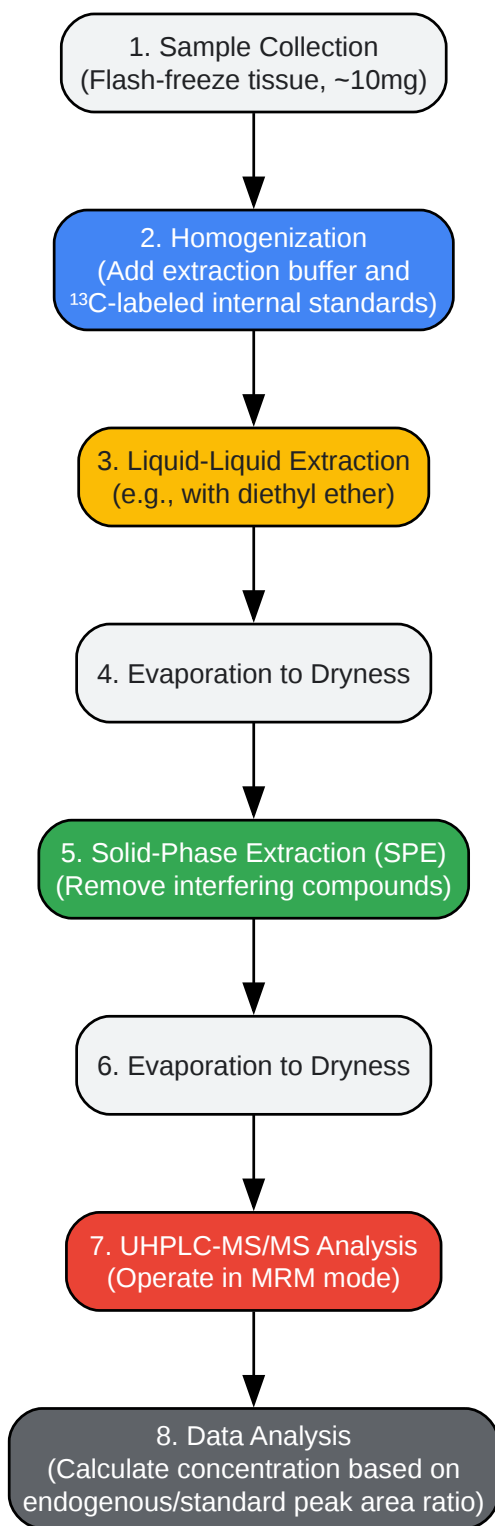 1. Sample Collection
(Flash-freeze tissue, ~10mg)
2. Homogenization
(Add extraction buffer and
¹³C-labeled internal standards)
3. Liquid-Liquid Extraction
(e.g., with diethyl ether)
4. Evaporation to Dryness
5. Solid-Phase Extraction (SPE)
(Remove interfering compounds)
6. Evaporation to Dryness
7. UHPLC-MS/MS Analysis
(Operate in MRM mode)
8. Data Analysis
(Calculate concentration based on
endogenous/standard peak area ratio)